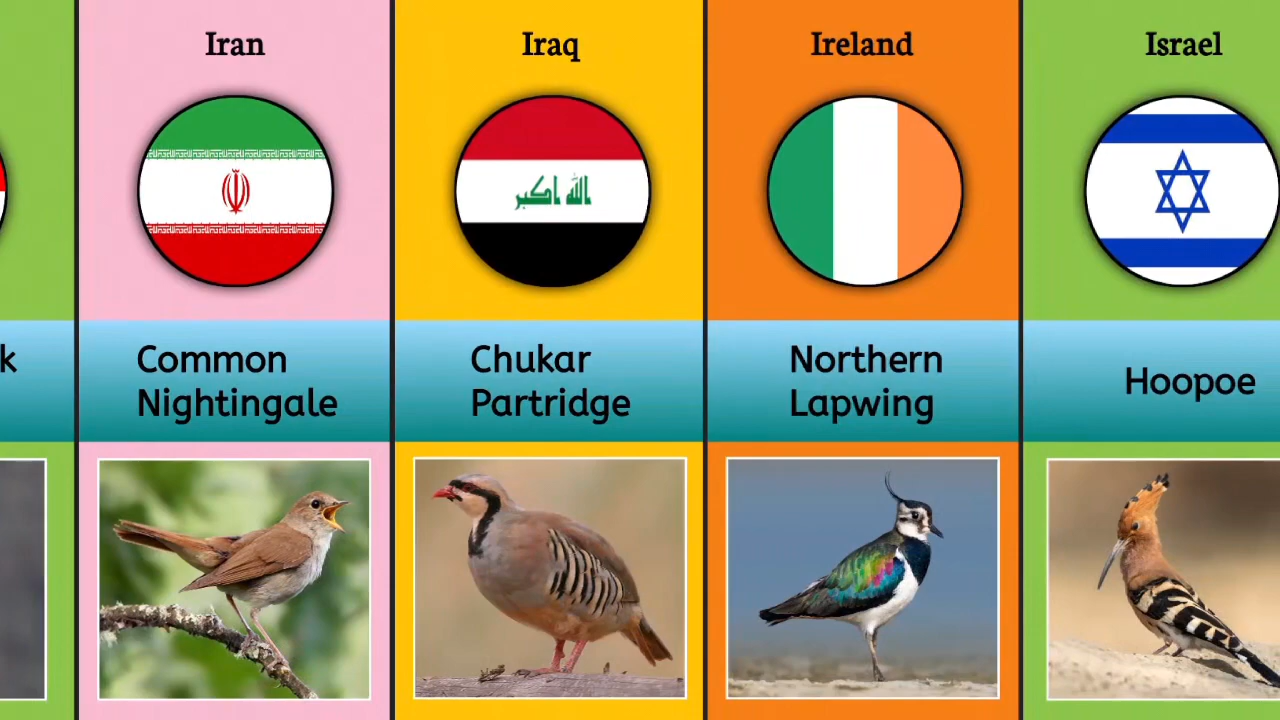 Iran
Iraq
Ireland
Israel
الله اكبر
k
Common
Nightingale
Chukar
Partridge
Northern
Lapwing
Hoopoe